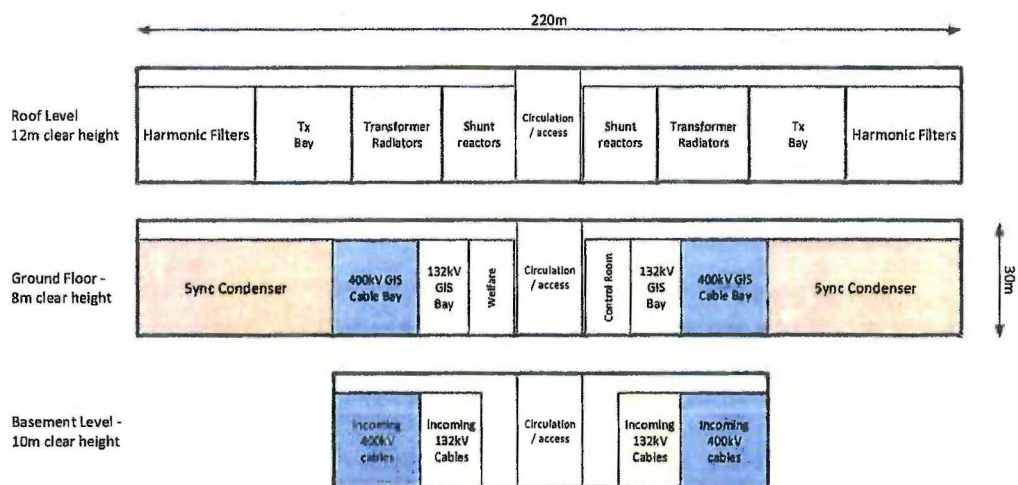 220m
Roof Level
12m clear height
Harmonic Filters
Tx
Bay
Transformer
Radiators
Shunt
reactors
Circulation
/ access
Shunt
reactors
Transformer
Radiators
Tx
Bay
Harmonic Filters
Ground Floor -
8m clear height
Sync Condenser
400kV GIS
Cable Bay
132kV
GIS
Bay
Welfare
Circulation
/ access
Control Room
132kV
GIS
Bay
400kV GIS
Cable Bay
Sync Condenser
30m
Basement Level -
10m clear height
Incoming
400kV
cables
Incoming
132kV
Cables
Circulation
/ access
Incoming
132kV
Cables
Incoming
400kV
cables